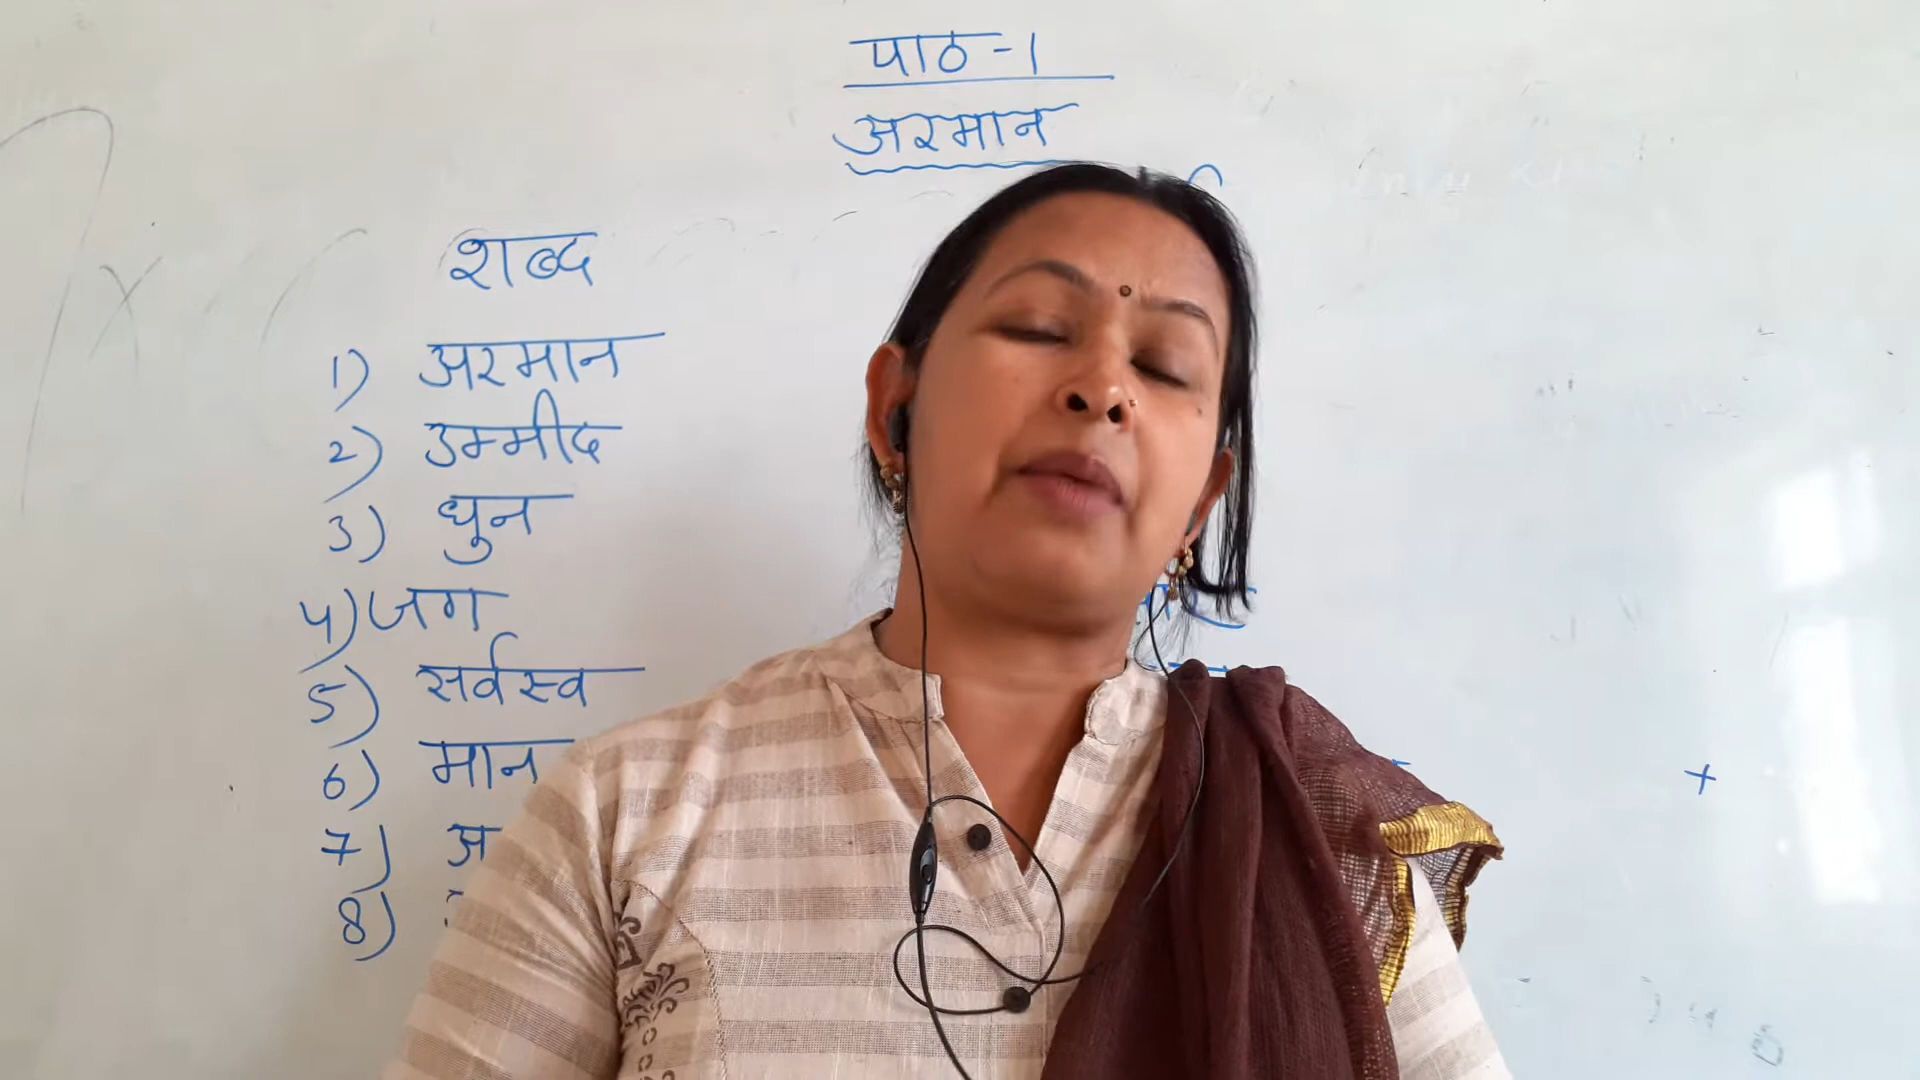 पाठ-1
अरमान
शब्द
1) अरमान
2) उम्मीद
3) धुन
4) जग
5) सर्वस्व
6) मान
7)
8)
+